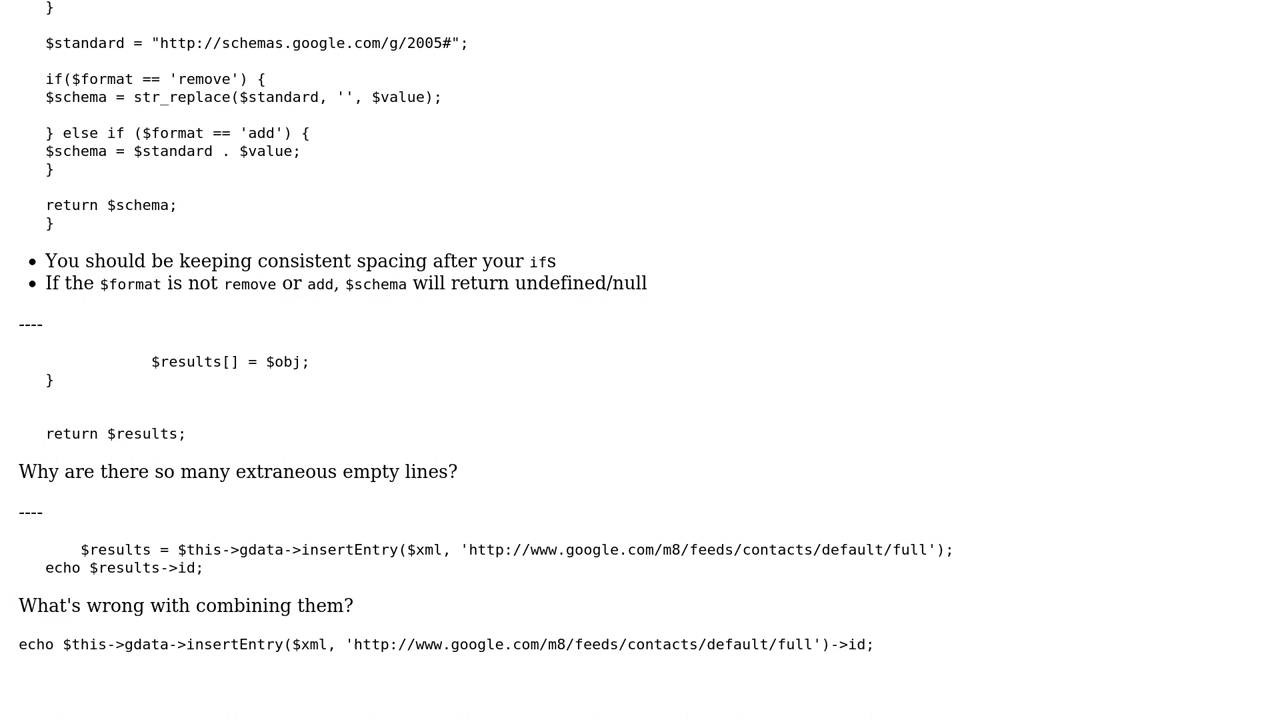 }
$standard = "http://schemas.google.com/g/2005#";
if($format == 'remove') {
$schema = str_replace($standard, '', $value);
} else if ($format == 'add') {
$schema = $standard . $value;
}
return $schema;
}
• You should be keeping consistent spacing after your ifs
• If the $format is not remove or add, $schema will return undefined/null
----
$results[] = $obj;
}
return $results;
Why are there so many extraneous empty lines?
----
$results = $this->gdata->insertEntry($xml, 'http://www.google.com/m8/feeds/contacts/default/full');
echo $results->id;
What's wrong with combining them?
echo $this->gdata->insertEntry($xml, 'http://www.google.com/m8/feeds/contacts/default/full')->id;